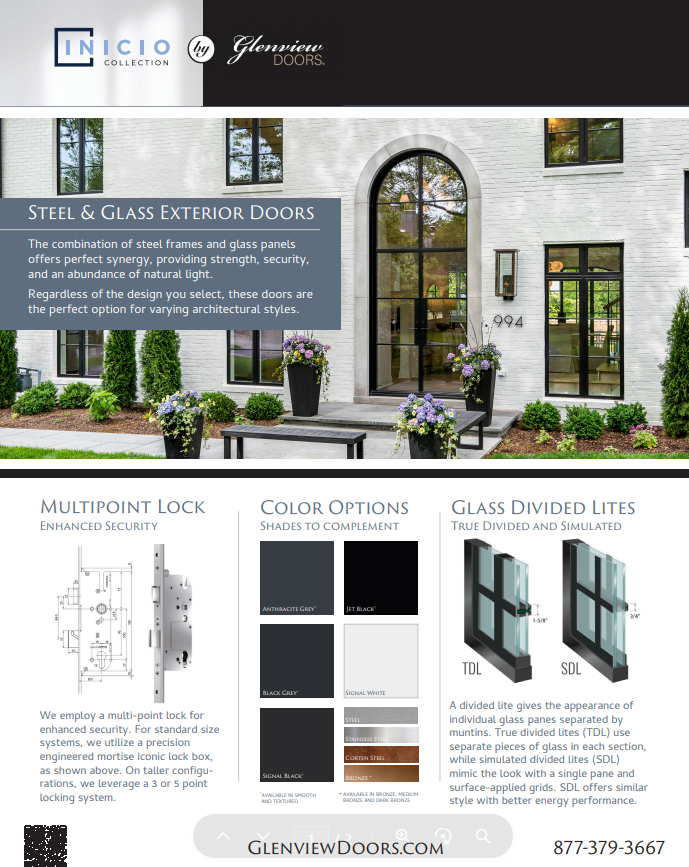 INICIO
COLLECTION
by
Glenview
DOORS®
STEEL & GLASS EXTERIOR DOORS
The combination of steel frames and glass panels
offers perfect synergy, providing strength, security,
and an abundance of natural light.
Regardless of the design you select, these doors are
the perfect option for varying architectural styles.
994
MULTIPOINT LOCK
ENHANCED SECURITY
We employ a multi-point lock for
enhanced security. For standard size
systems, we utilize a precision
engineered mortise iconic lock box,
as shown above. On taller configu-
rations, we leverage a 3 or 5 point
locking system.
COLOR OPTIONS
SHADES TO COMPLEMENT
ANTHRACITE GREY*
JET BLACK*
BLACK GREY*
SIGNAL WHITE
SIGNAL BLACK*
STEEL
STAINLESS STEEL
CORTEN STEEL
BRONZE+
*AVAILABLE IN SMOOTH
AND TEXTURED
+ AVAILABLE IN BRONZE, MEDIUM
BRONZE AND DARK BRONZE
GLASS DIVIDED LITES
TRUE DIVIDED AND SIMULATED
1-5/8"
3/4"
TDL
SDL
A divided lite gives the appearance of
individual glass panes separated by
muntins. True divided lites (TDL) use
separate pieces of glass in each section,
while simulated divided lites (SDL)
mimic the look with a single pane and
surface-applied grids. SDL offers similar
style with better energy performance.
1 / 2
GLENVIEWDOORS.COM
877-379-3667